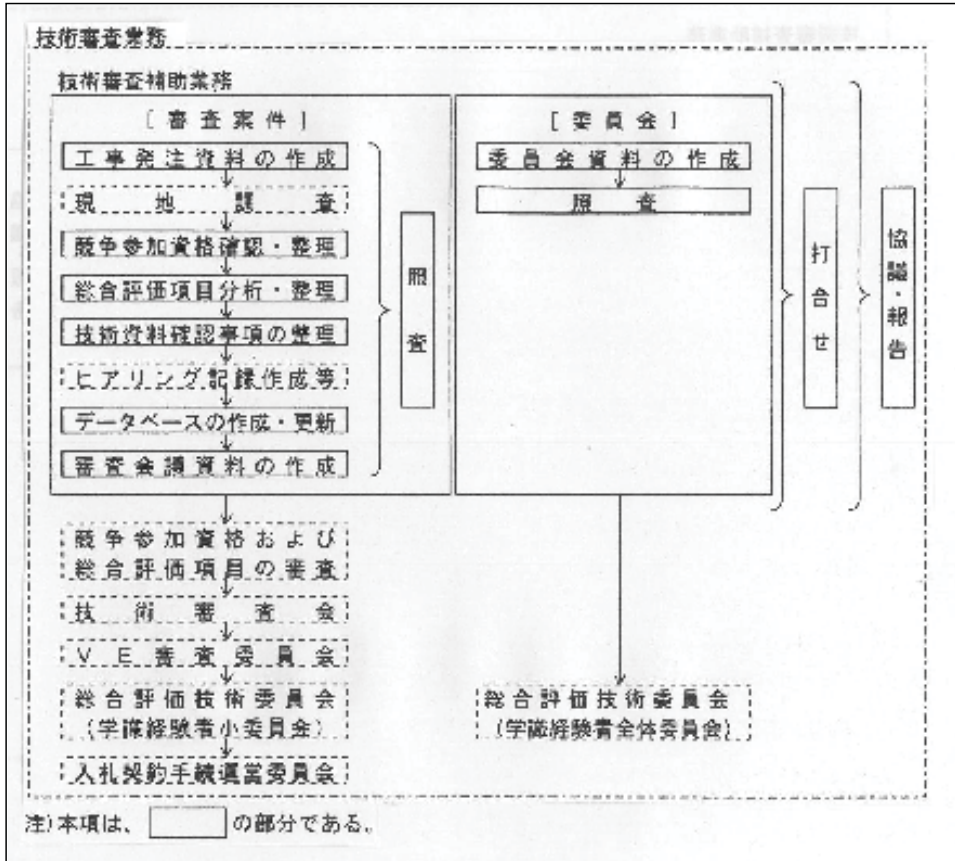 技術審査業務
技術審査補助業務
[審査案件]
工事発注資料の作成
現地調査
競争参加資格確認・整理
総合評価項目分析・整理
技術資料確認事項の整理
ヒアリング記録作成等
データベースの作成・更新
審査会議資料の作成
照査
[委員会]
委員会資料の作成
照査
打合せ
協議・報告
競争参加資格および
総合評価項目の審査
技術審査会
VE審査委員会
総合評価技術委員会
(学識経験者小委員会)
入札契約手続運営委員会
総合評価技術委員会
(学識経験者全体委員会)
注)本項は、 の部分である。